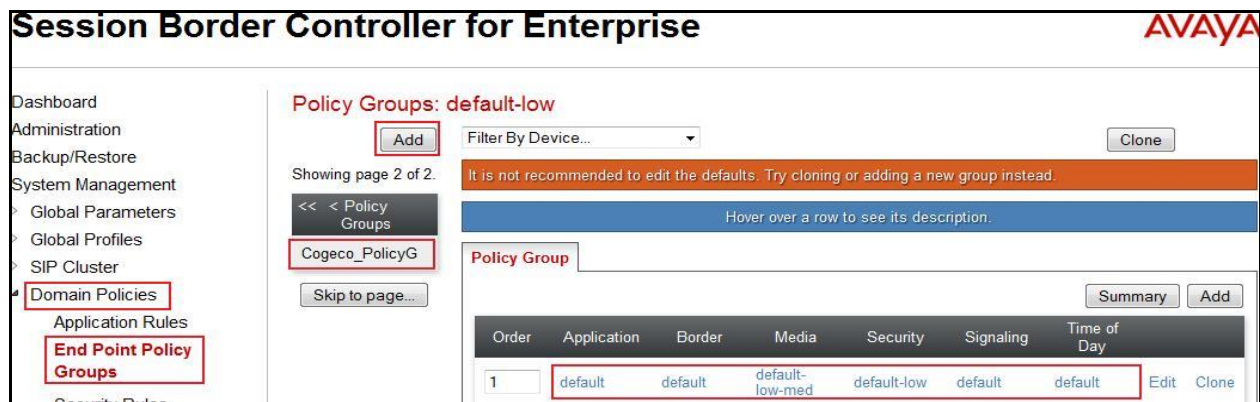 Session Border Controller for Enterprise
AVAYA
Dashboard
Administration
Backup/Restore
System Management
Global Parameters
Global Profiles
SIP Cluster
Domain Policies
Application Rules
End Point Policy
Groups
Policy Groups: default-low
Add
Filter By Device...
Clone
Showing page 2 of 2.
<< < Policy
Groups
Cogeco_PolicyG
Skip to page...
It is not recommended to edit the defaults. Try cloning or adding a new group instead.
Hover over a row to see its description.
Policy Group
Summary Add
Order Application Border Media Security Signaling Time of
Day
1 default default default-
low-med default-low default default Edit Clone